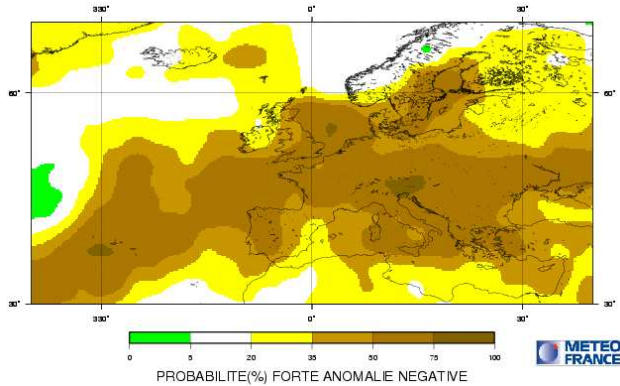 330° 0° 30°
60° 60°
30° 30°
330° 0° 30°
0 5 20 35 50 75 100
METEO
FRANCE
PROBABILITE(%) FORTE ANOMALIE NEGATIVE